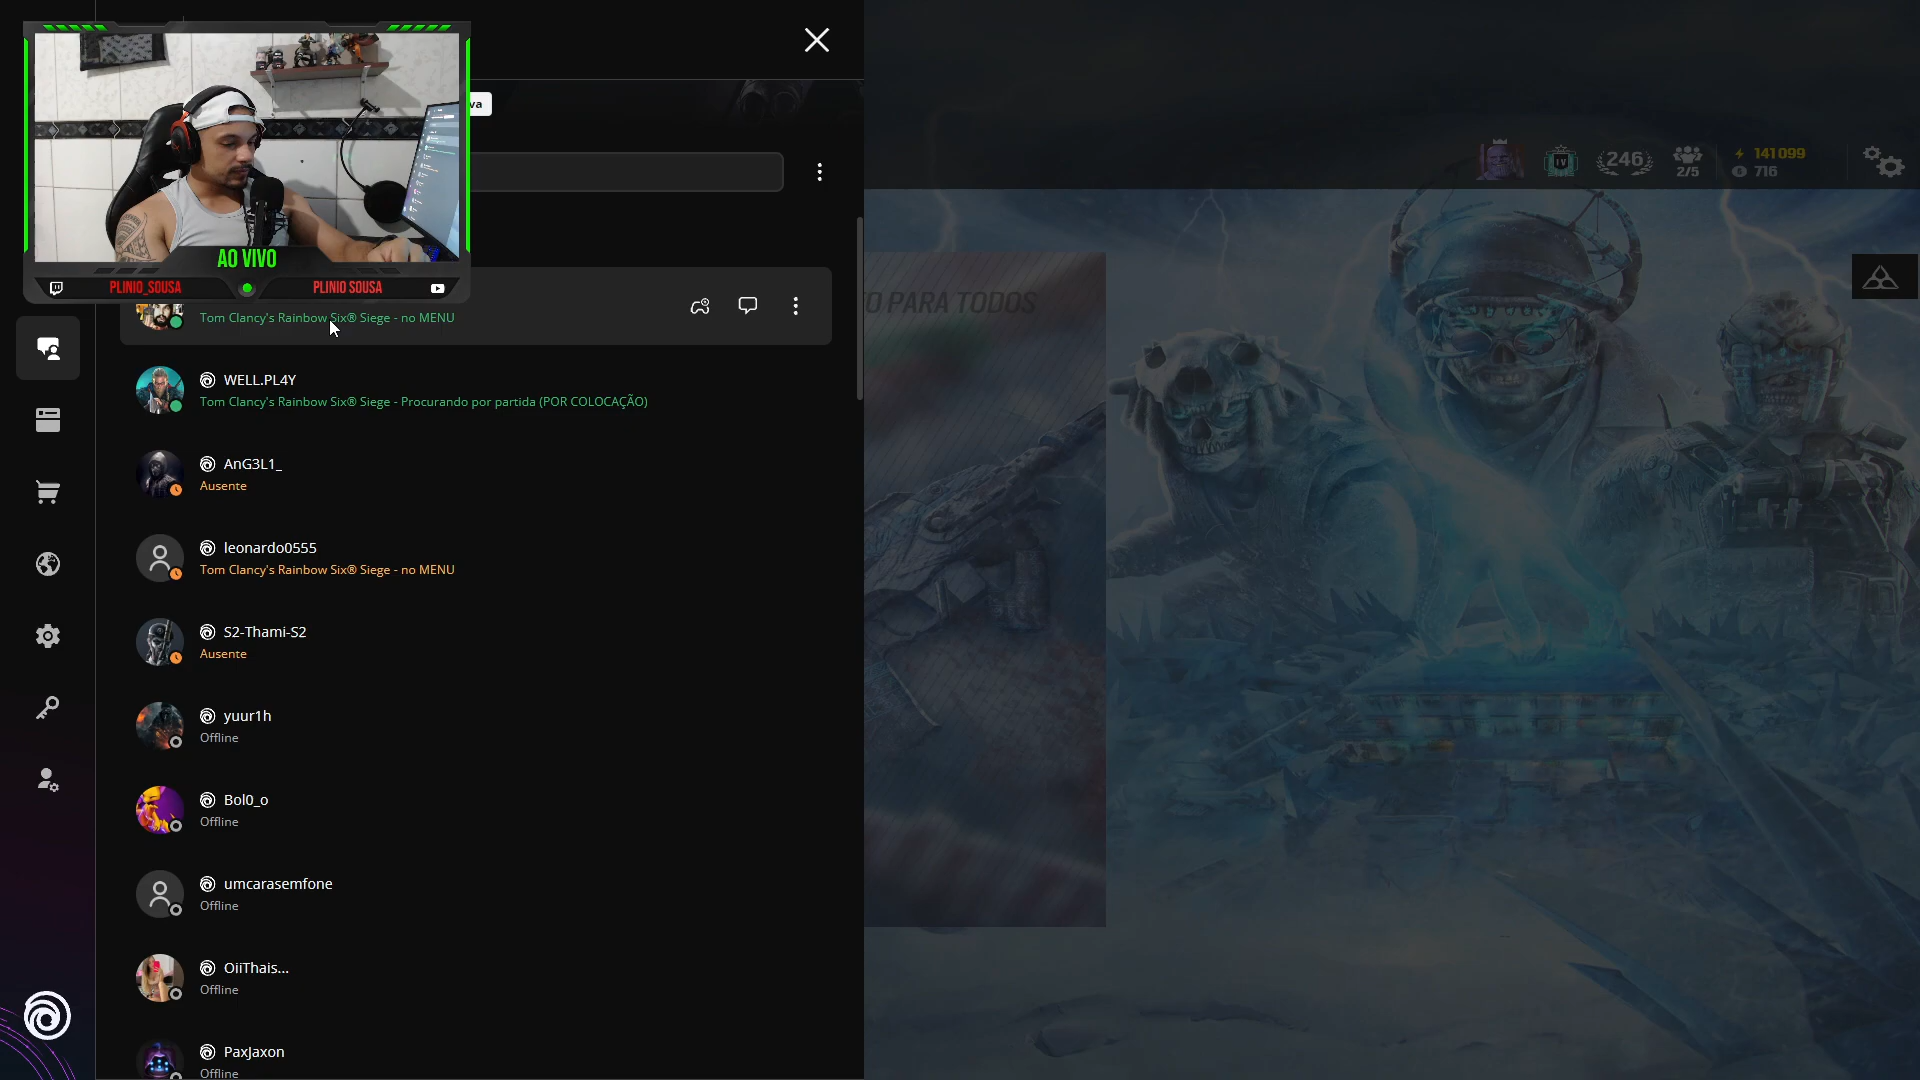 va
AO VIVO
PLINIO_SOUSA
PLINIO SOUSA
Tom Clancy's Rainbow Six® Siege - no MENU
WELL.PL4Y
Tom Clancy's Rainbow Six® Siege - Procurando por partida (POR COLOCAÇÃO)
AnG3L1_
Ausente
leonardo0555
Tom Clancy's Rainbow Six® Siege - no MENU
S2-Thami-S2
Ausente
yuur1h
Offline
Bol0_o
Offline
umcarasemfone
Offline
OiiThais...
Offline
PaxJaxon
Offline
IV
246
2/5
141 099
716
O PARA TODOS